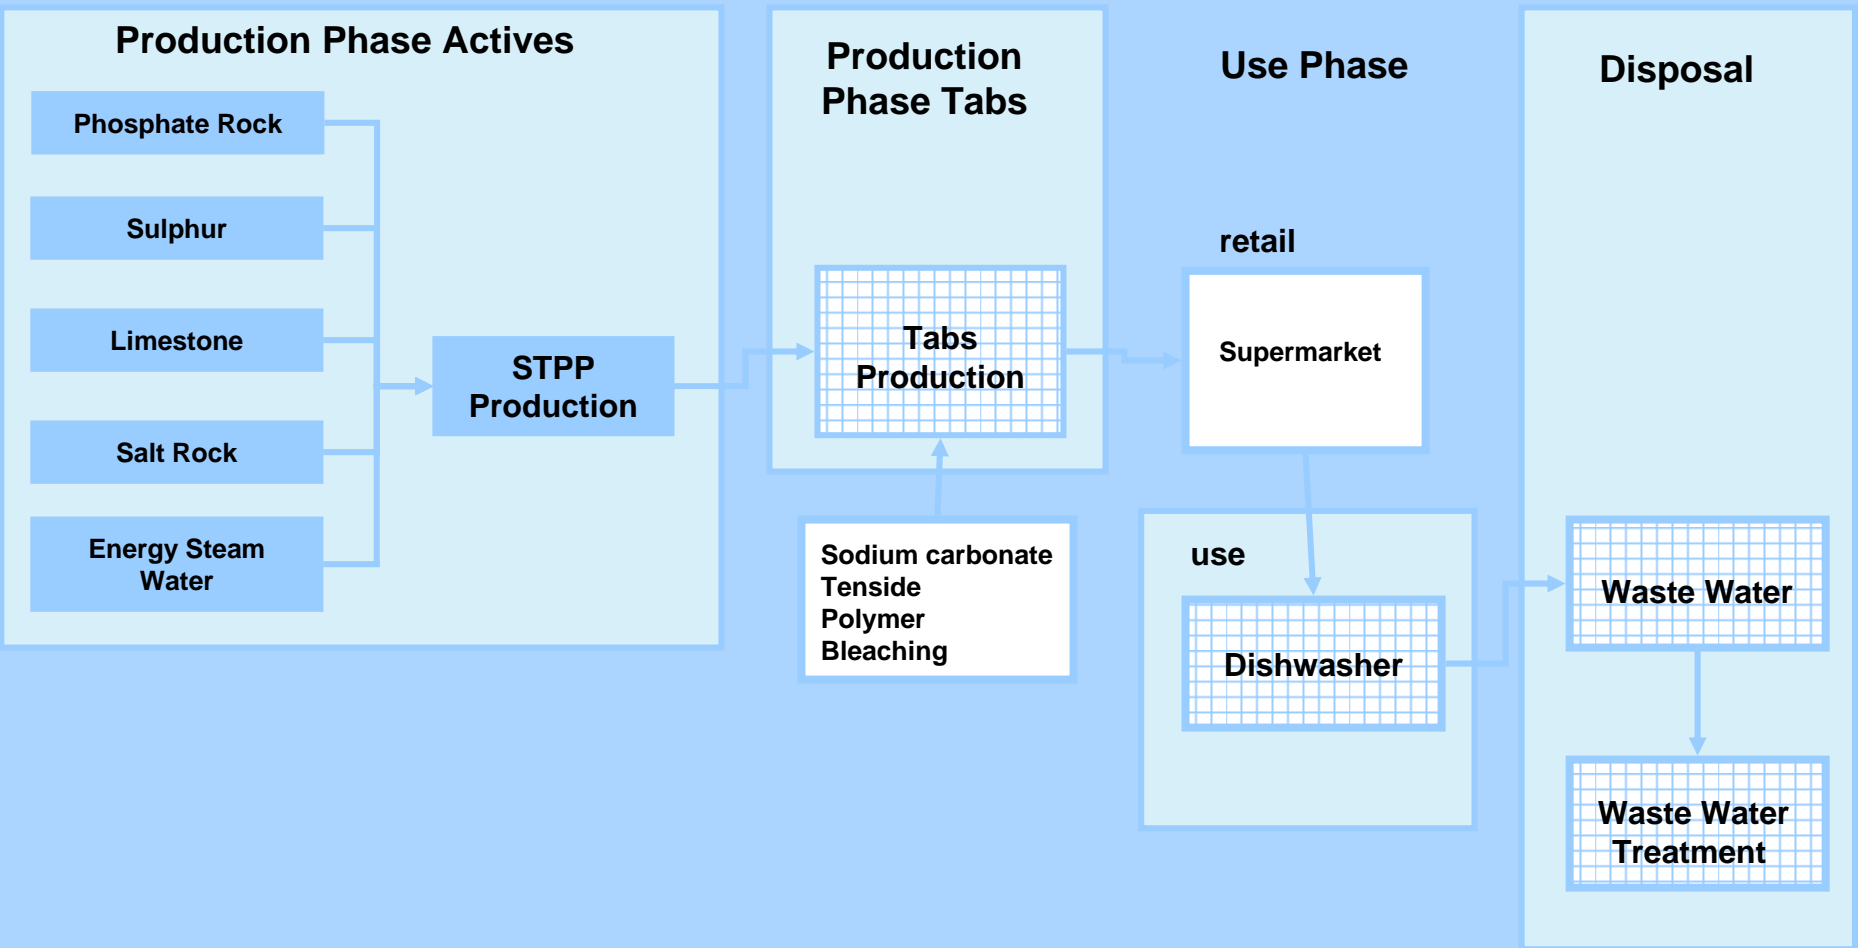 Production Phase Actives
Phosphate Rock
Sulphur
Limestone
Salt Rock
Energy Steam
Water
STPP
Production
Production
Phase Tabs
Tabs
Production
Sodium carbonate
Tenside
Polymer
Bleaching
Use Phase
retail
Supermarket
use
Dishwasher
Disposal
Waste Water
Waste Water
Treatment